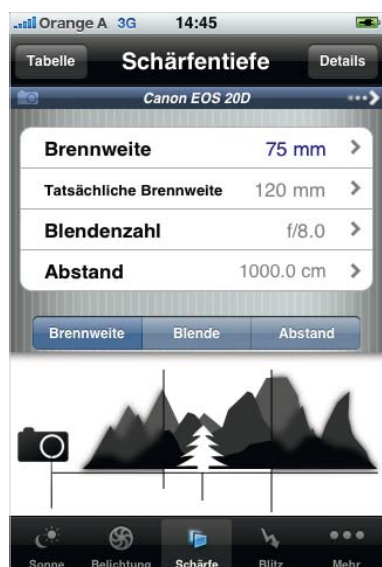 Orange A 3G 14:45
Tabelle Schärfentiefe Details
Canon EOS 20D
Brennweite 75 mm
Tatsächliche Brennweite 120 mm
Blendenzahl f/8.0
Abstand 1000.0 cm
Brennweite Blende Abstand
Sonne Belichtung Schärfe Blitz Mehr